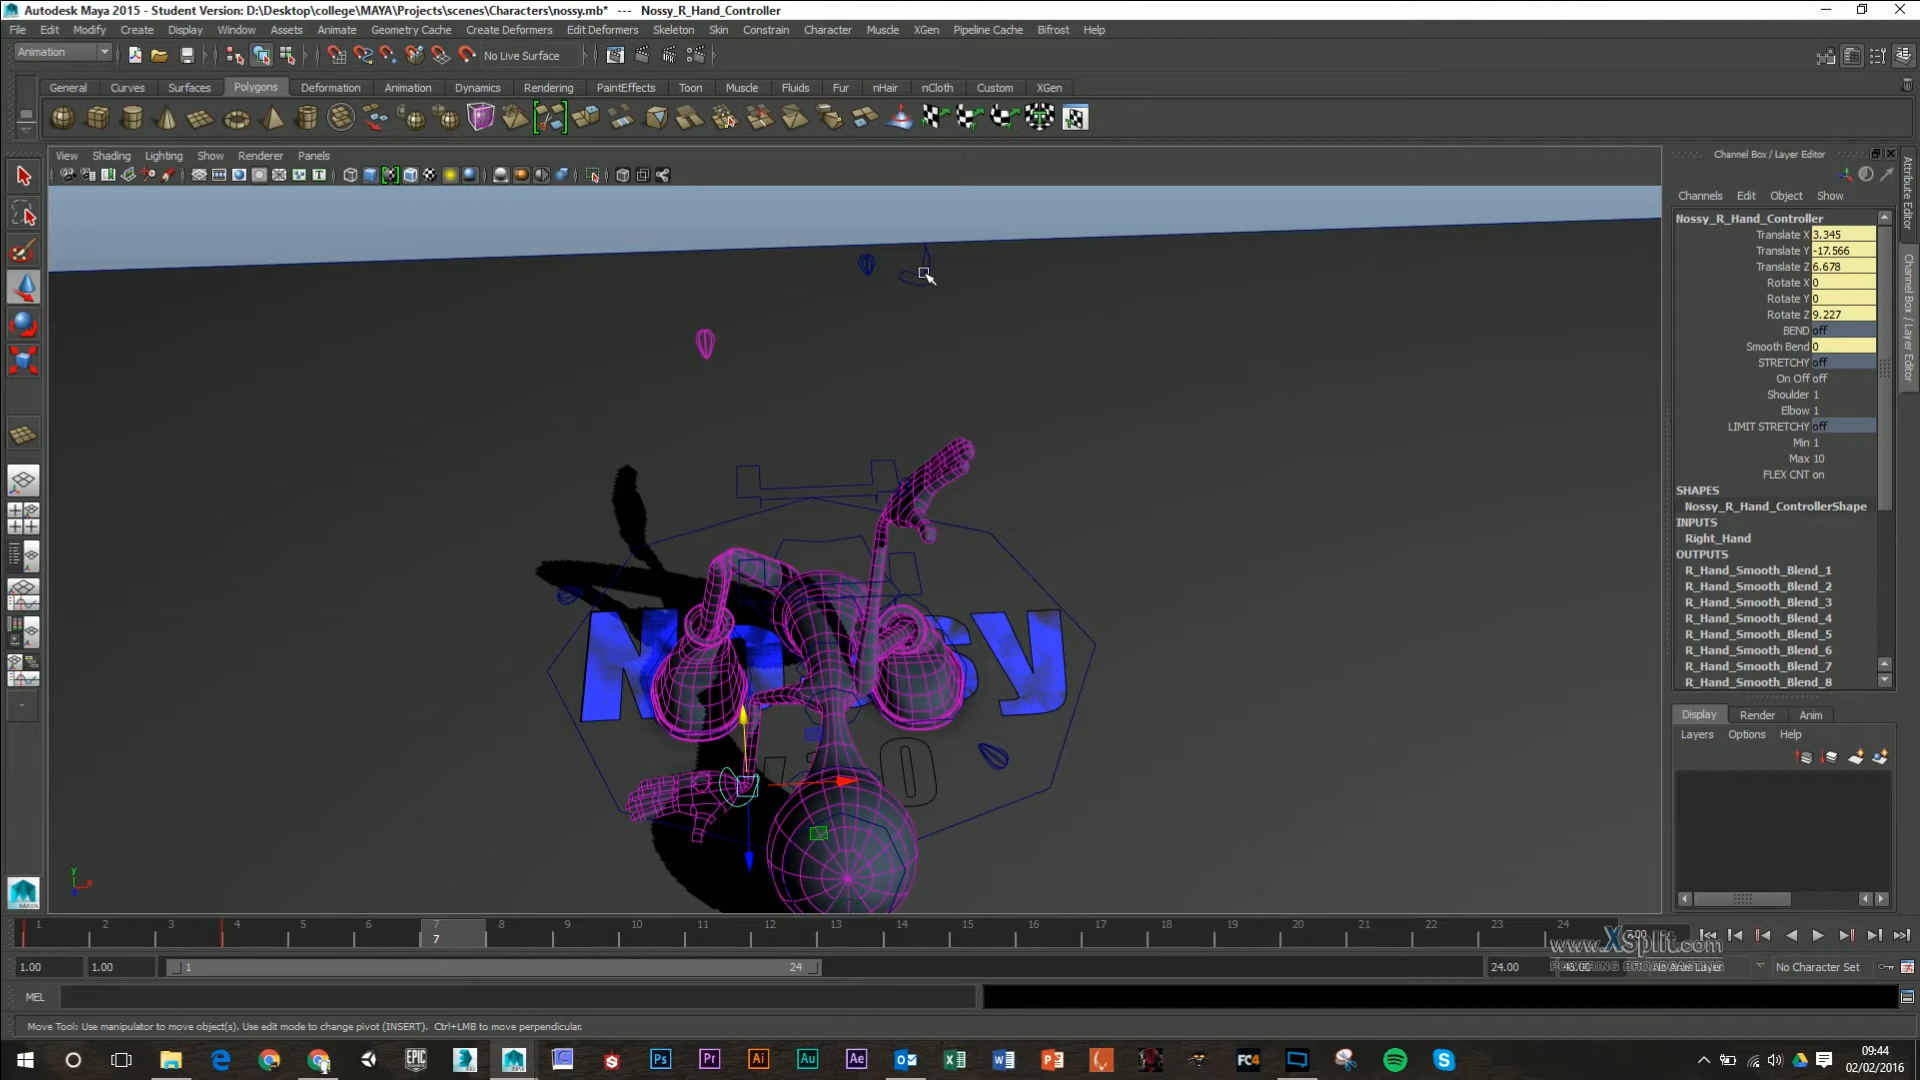 Autodesk Maya 2015 - Student Version: D:\Desktop\college\MAYA\Projects\scenes\Characters\nossy.mb* --- Nossy_R_Hand_Controller
File Edit Modify Create Display Window Assets Animate Geometry Cache Create Deformers Edit Deformers Skeleton Skin Constrain Character Muscle XGen Pipeline Cache Bifrost Help
Animation No Live Surface
General Curves Surfaces Polygons Deformation Animation Dynamics Rendering PaintEffects Toon Muscle Fluids Fur nHair nCloth Custom XGen
View Shading Lighting Show Renderer Panels
Channel Box / Layer Editor
Channels Edit Object Show
Nossy_R_Hand_Controller
Translate X 3.345
Translate Y -17.566
Translate Z 6.678
Rotate X 0
Rotate Y 0
Rotate Z 9.227
BEND off
Smooth Bend 0
STRETCHY off
On Off off
Shoulder 1
Elbow 1
LIMIT STRETCHY off
Min 1
Max 10
FLEX CNT on
SHAPES
Nossy_R_Hand_ControllerShape
INPUTS
Right_Hand
OUTPUTS
R_Hand_Smooth_Blend_1
R_Hand_Smooth_Blend_2
R_Hand_Smooth_Blend_3
R_Hand_Smooth_Blend_4
R_Hand_Smooth_Blend_5
R_Hand_Smooth_Blend_6
R_Hand_Smooth_Blend_7
R_Hand_Smooth_Blend_8
Attribute Editor
Channel Box / Layer Editor
Display Render Anim
Layers Options Help
1 2 3 4 5 6 7 8 9 10 11 12 13 14 15 16 17 18 19 20 21 22 23 24
7
www.XSplit.com
POWERING BROADCASTING
1.00 1.00 1 24 24.00 No Character Set
MEL
Move Tool: Use manipulator to move object(s). Use edit mode to change pivot (INSERT). Ctrl+LMB to move perpendicular.
09:44
02/02/2016